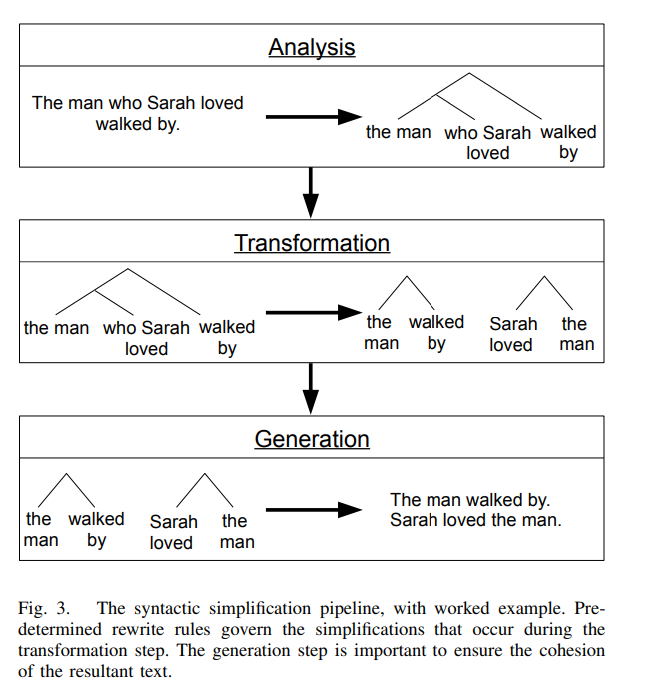 Analysis
The man who Sarah loved
walked by.
the man who Sarah walked
loved by
Transformation
the man who Sarah walked
loved by
the walked Sarah the
man by loved man
Generation
the walked Sarah the
man by loved man
The man walked by.
Sarah loved the man.
Fig. 3. The syntactic simplification pipeline, with worked example. Pre-
determined rewrite rules govern the simplifications that occur during the
transformation step. The generation step is important to ensure the cohesion
of the resultant text.